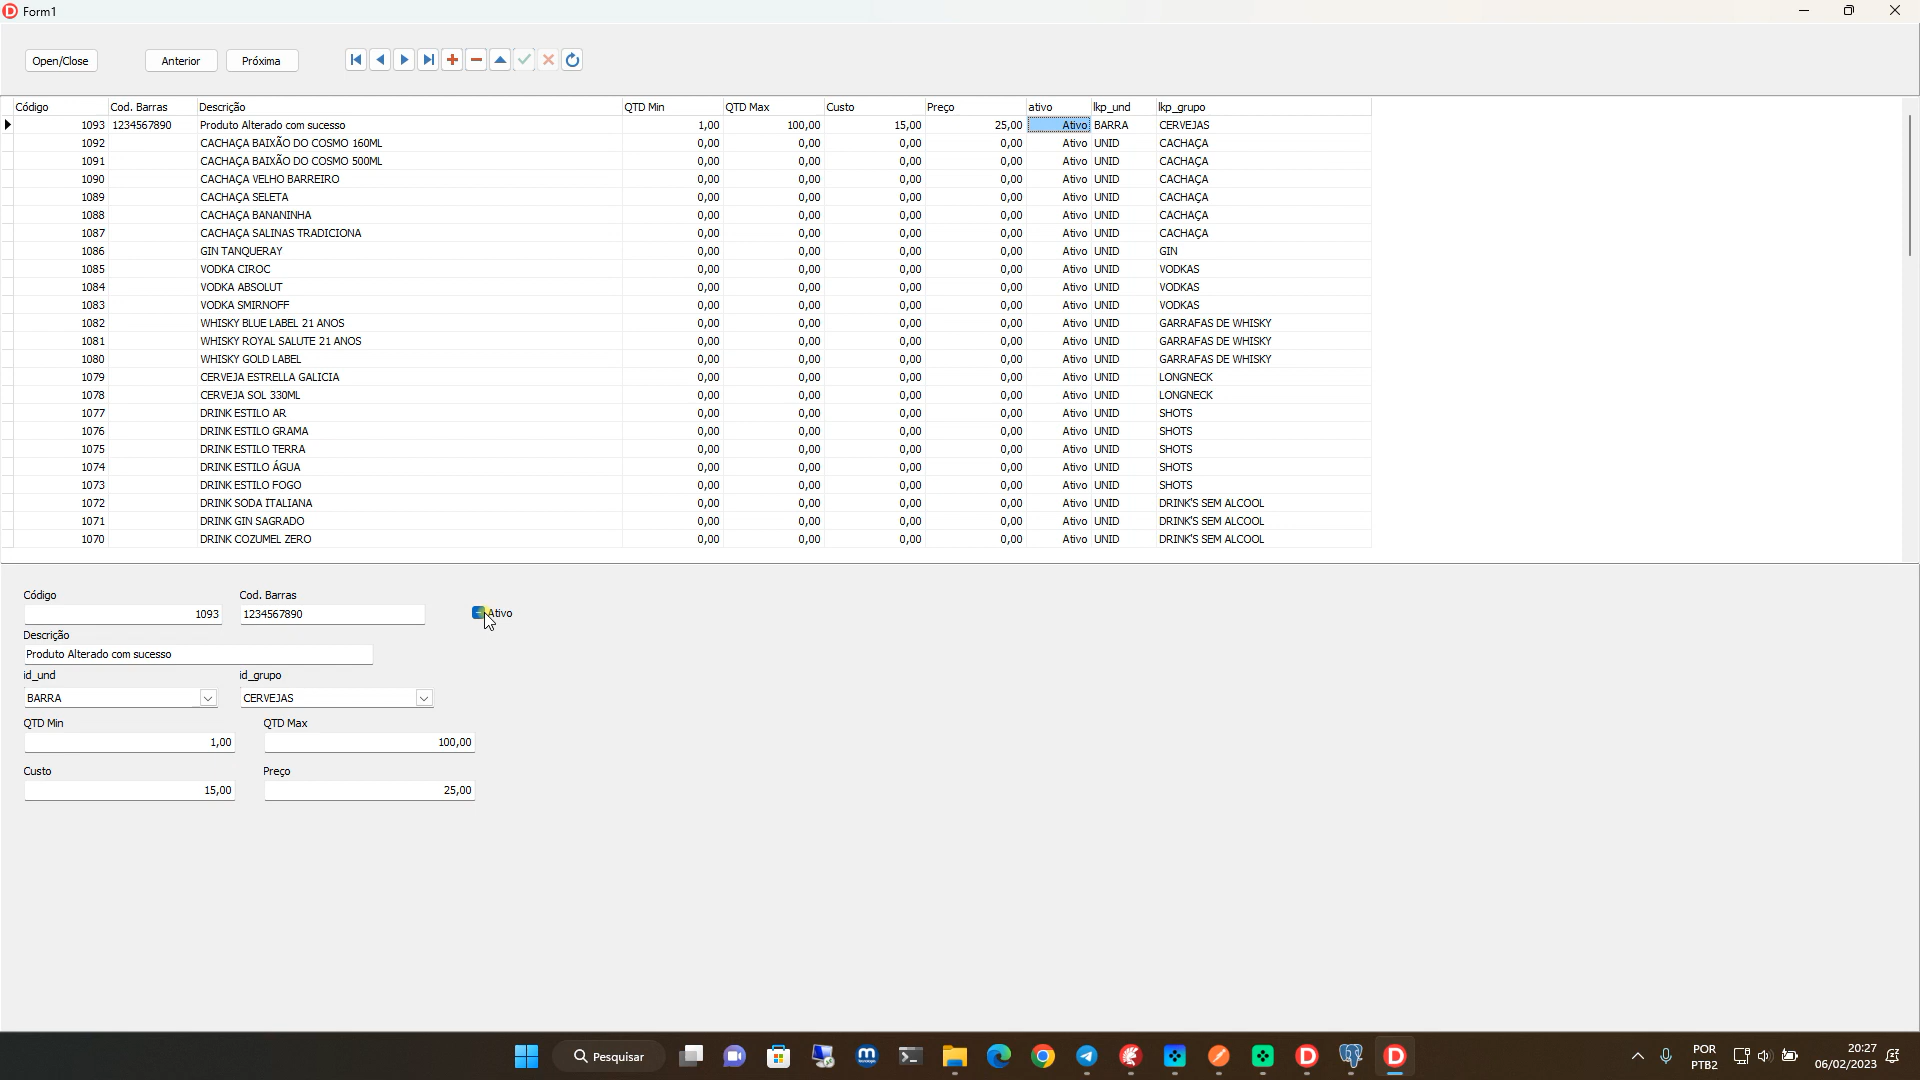 Form1
Open/Close Anterior Próxima
Código Cod. Barras Descrição QTD Min QTD Max Custo Preço ativo lkp_und lkp_grupo
1093 1234567890 Produto Alterado com sucesso 1,00 100,00 15,00 25,00 Ativo BARRA CERVEJAS
1092 CACHAÇA BAIXÃO DO COSMO 160ML 0,00 0,00 0,00 0,00 Ativo UNID CACHAÇA
1091 CACHAÇA BAIXÃO DO COSMO 500ML 0,00 0,00 0,00 0,00 Ativo UNID CACHAÇA
1090 CACHAÇA VELHO BARREIRO 0,00 0,00 0,00 0,00 Ativo UNID CACHAÇA
1089 CACHAÇA SELETA 0,00 0,00 0,00 0,00 Ativo UNID CACHAÇA
1088 CACHAÇA BANANINHA 0,00 0,00 0,00 0,00 Ativo UNID CACHAÇA
1087 CACHAÇA SALINAS TRADICIONA 0,00 0,00 0,00 0,00 Ativo UNID CACHAÇA
1086 GIN TANQUERAY 0,00 0,00 0,00 0,00 Ativo UNID GIN
1085 VODKA CIROC 0,00 0,00 0,00 0,00 Ativo UNID VODKAS
1084 VODKA ABSOLUT 0,00 0,00 0,00 0,00 Ativo UNID VODKAS
1083 VODKA SMIRNOFF 0,00 0,00 0,00 0,00 Ativo UNID VODKAS
1082 WHISKY BLUE LABEL 21 ANOS 0,00 0,00 0,00 0,00 Ativo UNID GARRAFAS DE WHISKY
1081 WHISKY ROYAL SALUTE 21 ANOS 0,00 0,00 0,00 0,00 Ativo UNID GARRAFAS DE WHISKY
1080 WHISKY GOLD LABEL 0,00 0,00 0,00 0,00 Ativo UNID GARRAFAS DE WHISKY
1079 CERVEJA ESTRELLA GALICIA 0,00 0,00 0,00 0,00 Ativo UNID LONGNECK
1078 CERVEJA SOL 330ML 0,00 0,00 0,00 0,00 Ativo UNID LONGNECK
1077 DRINK ESTILO AR 0,00 0,00 0,00 0,00 Ativo UNID SHOTS
1076 DRINK ESTILO GRAMA 0,00 0,00 0,00 0,00 Ativo UNID SHOTS
1075 DRINK ESTILO TERRA 0,00 0,00 0,00 0,00 Ativo UNID SHOTS
1074 DRINK ESTILO ÁGUA 0,00 0,00 0,00 0,00 Ativo UNID SHOTS
1073 DRINK ESTILO FOGO 0,00 0,00 0,00 0,00 Ativo UNID SHOTS
1072 DRINK SODA ITALIANA 0,00 0,00 0,00 0,00 Ativo UNID DRINK'S SEM ALCOOL
1071 DRINK GIN SAGRADO 0,00 0,00 0,00 0,00 Ativo UNID DRINK'S SEM ALCOOL
1070 DRINK COZUMEL ZERO 0,00 0,00 0,00 0,00 Ativo UNID DRINK'S SEM ALCOOL
Código Cod. Barras
1093 1234567890 Ativo
Descrição
Produto Alterado com sucesso
id_und id_grupo
BARRA CERVEJAS
QTD Min QTD Max
1,00 100,00
Custo Preço
15,00 25,00
Pesquisar
POR
PTB2
20:27
06/02/2023